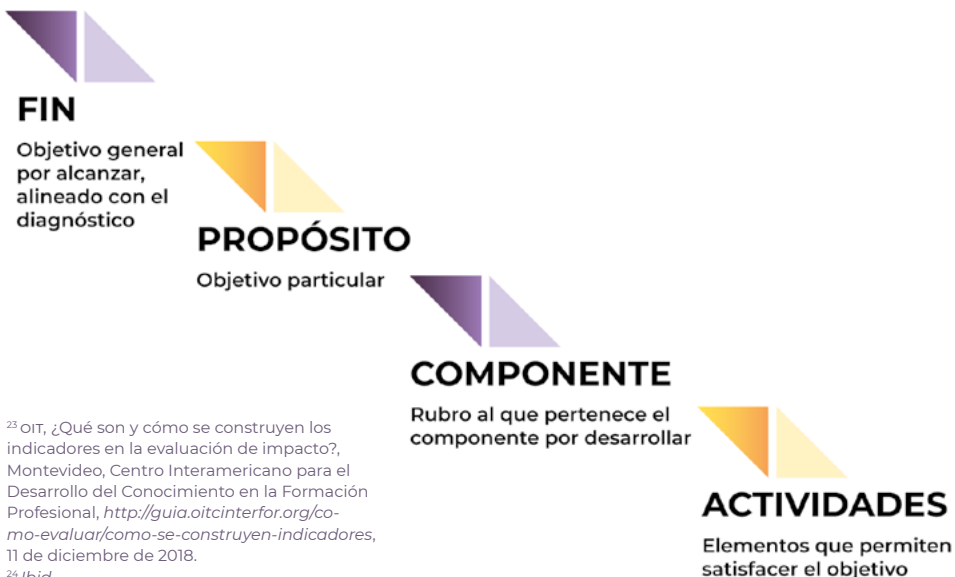 FIN
Objetivo general
por alcanzar,
alineado con el
diagnóstico
PROPÓSITO
Objetivo particular
COMPONENTE
Rubro al que pertenece el
componente por desarrollar
ACTIVIDADES
Elementos que permiten
satisfacer el objetivo
23 OIT, ¿Qué son y cómo se construyen los
indicadores en la evaluación de impacto?,
Montevideo, Centro Interamericano para el
Desarrollo del Conocimiento en la Formación
Profesional, http://guia.oitcinterfor.org/co-
mo-evaluar/como-se-construyen-indicadores,
11 de diciembre de 2018.
24 Ibid